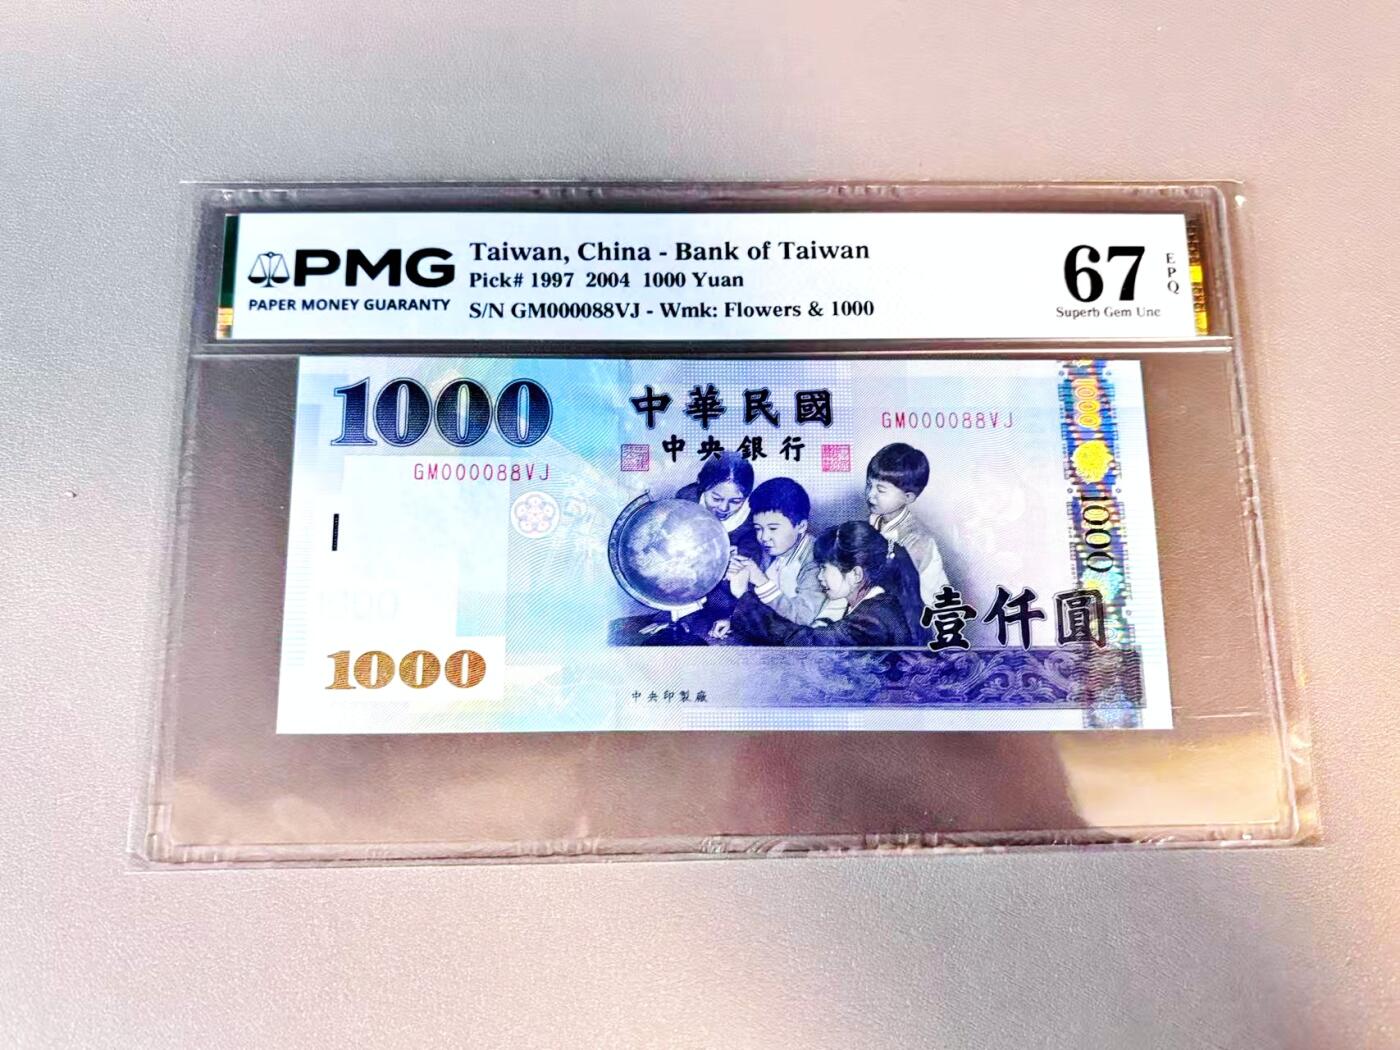 PMG
PAPER MONEY GUARANTY
Taiwan, China - Bank of Taiwan
Pick# 1997 2004 1000 Yuan
S/N GM000088VJ - Wmk: Flowers & 1000
67
EPQ
Superb Gem Unc
1000
中華民國
中央銀行
GM000088VJ
GM000088VJ
1000
1000
壹仟圓
1000
中央印製廠